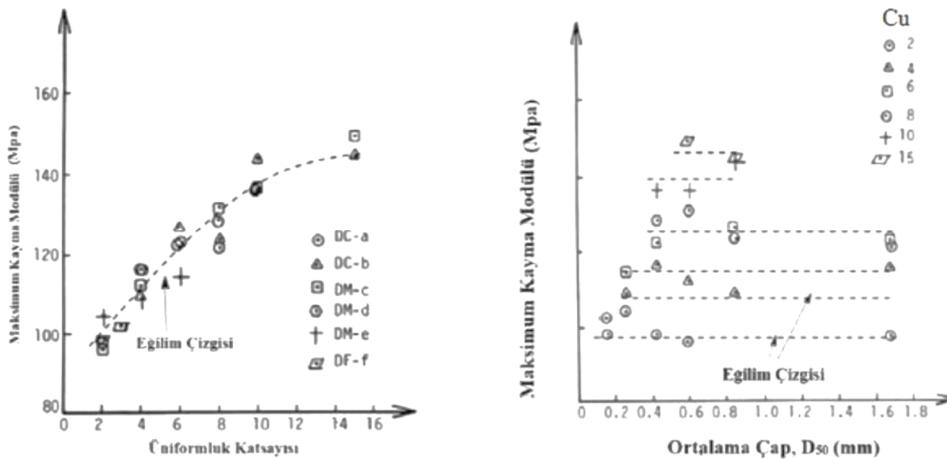 Maksimum Kayma Modülü (Mpa)
160
140
120
100
80
0 2 4 6 8 10 12 14 16
Üniformluk Katsayısı
Eğilim Çizgisi
DC-a
DC-b
DM-c
DM-d
DM-e
DF-f
Maksimum Kayma Modülü (Mpa)
Cu
2
4
6
8
10
15
Eğilim Çizgisi
0 0.2 0.4 0.6 0.8 1.0 1.2 1.4 1.6 1.8
Ortalama Çap, D50 (mm)